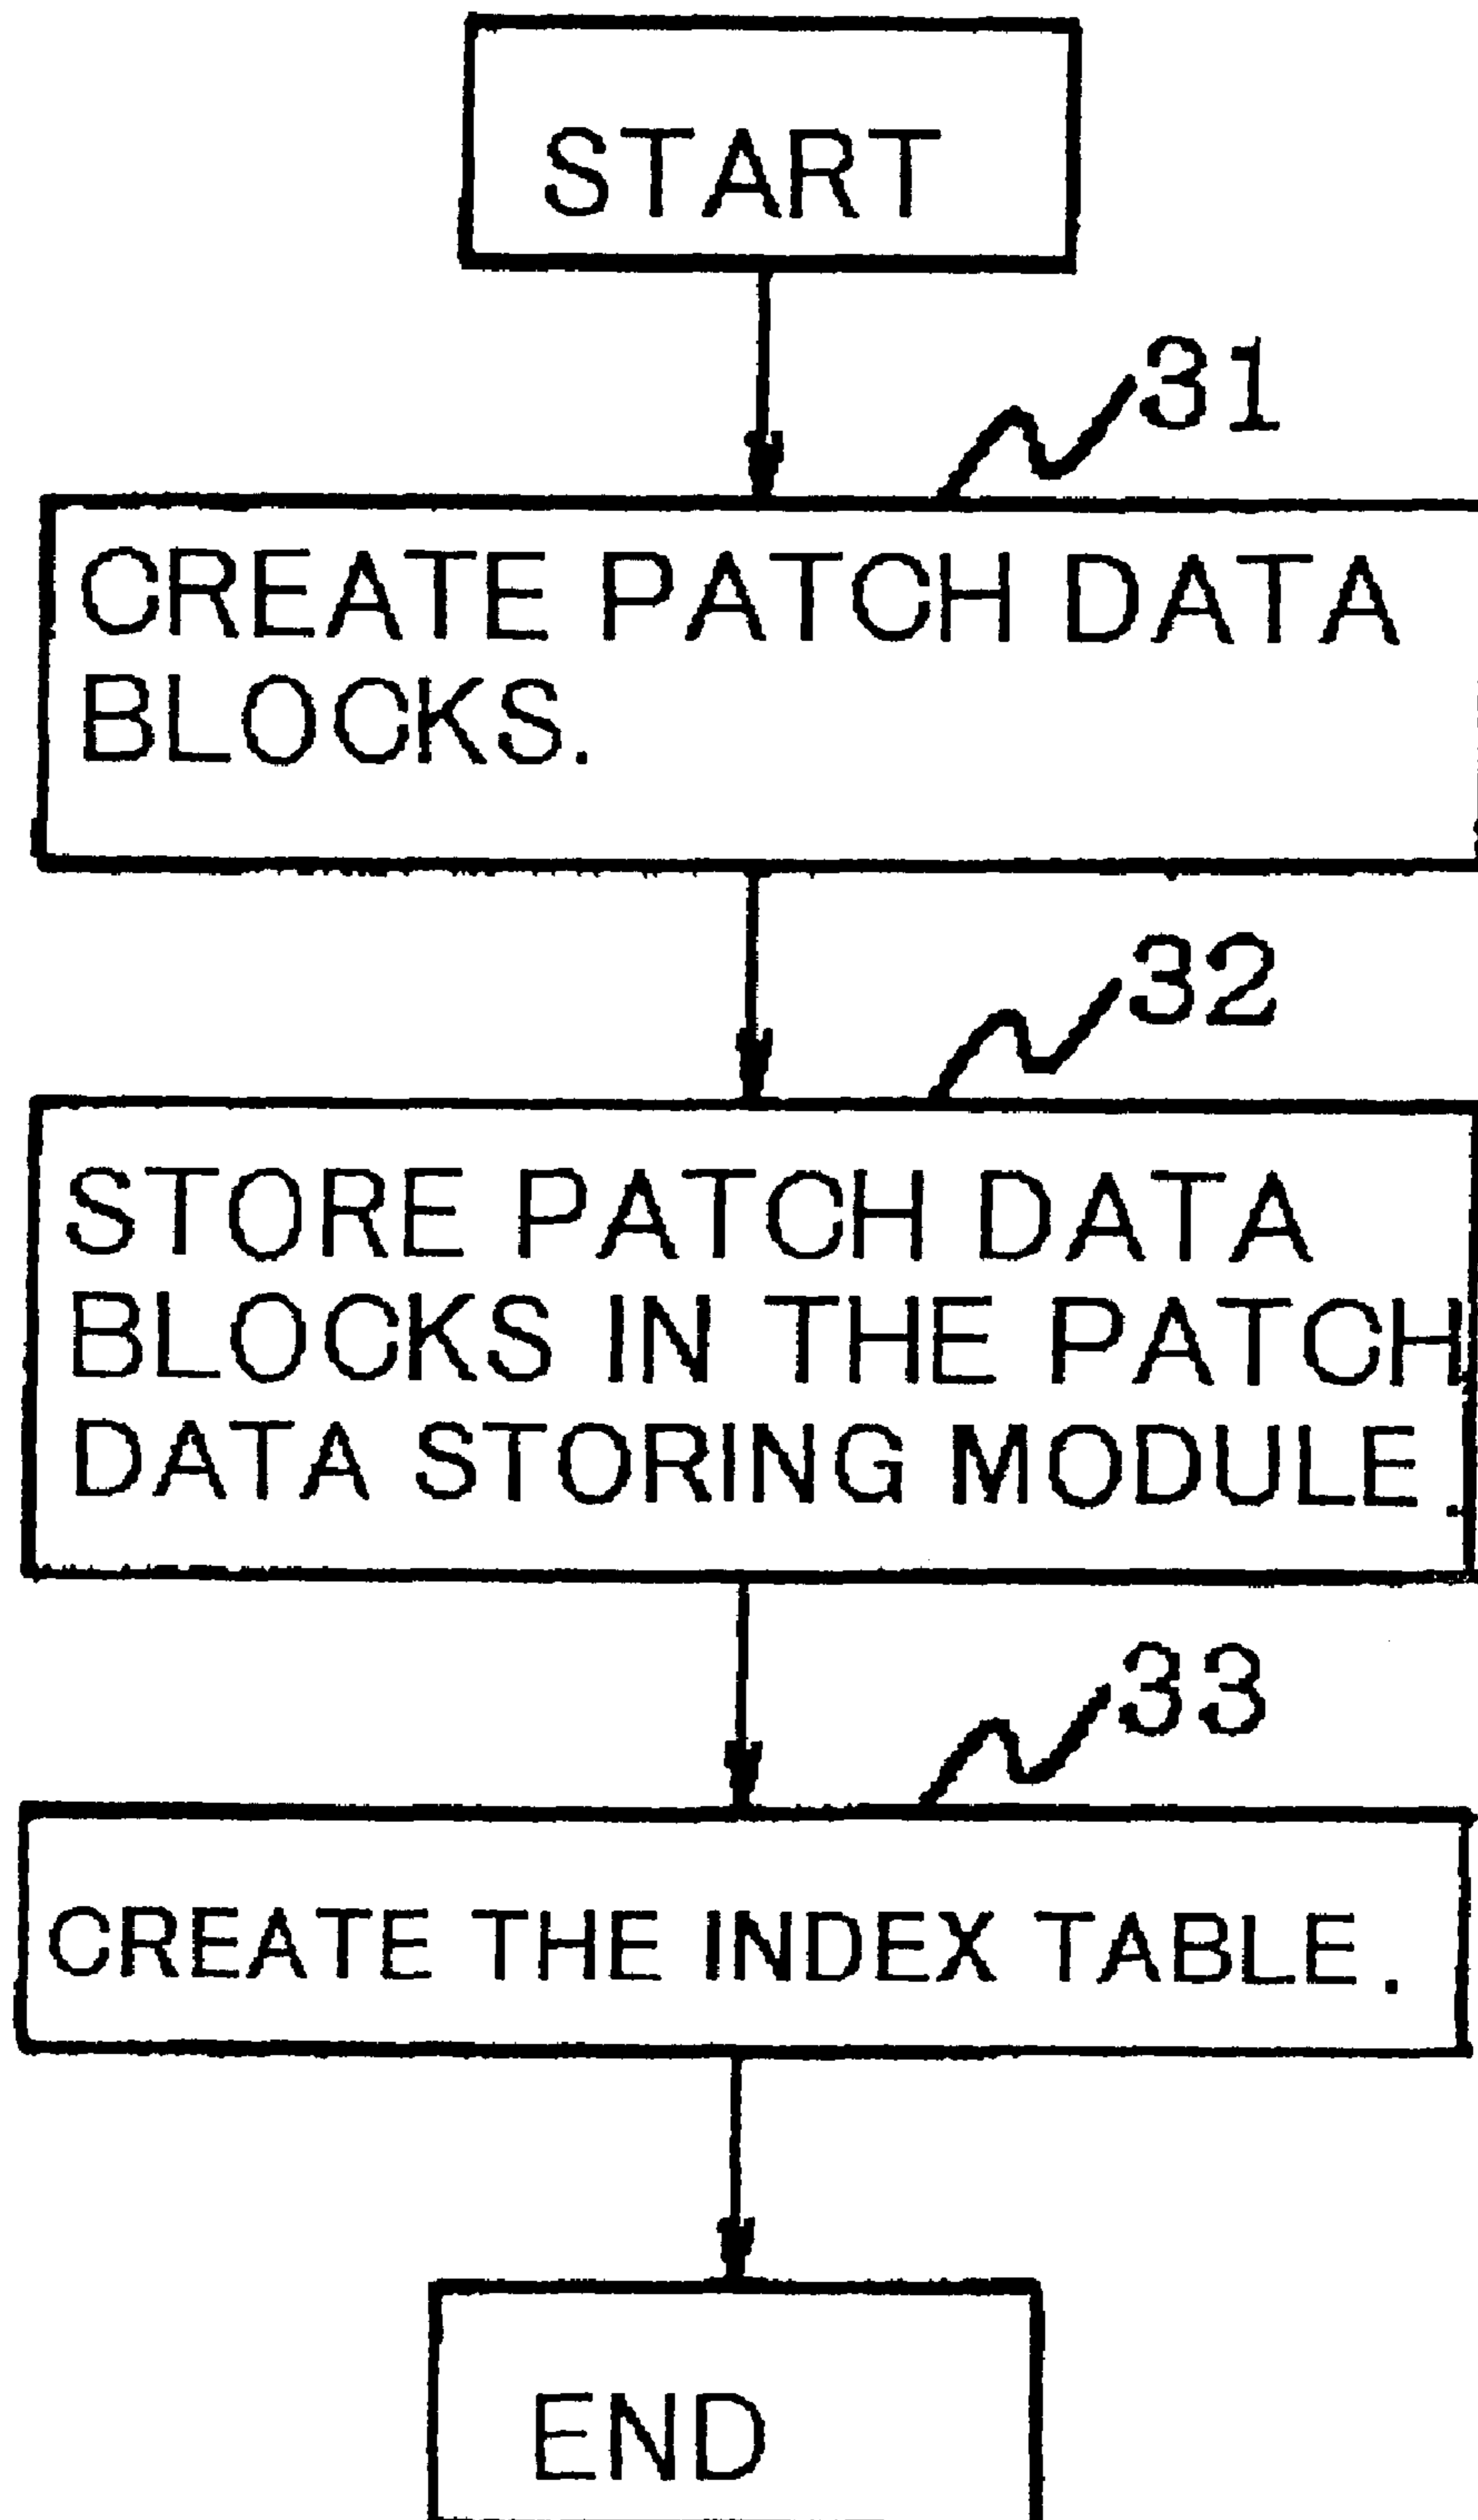 START
31
CREATE PATCH DATA
BLOCKS.
32
STORE PATCH DATA
BLOCKS IN THE PATCH
DATA STORING MODULE.
33
CREATE THE INDEX TABLE.
END